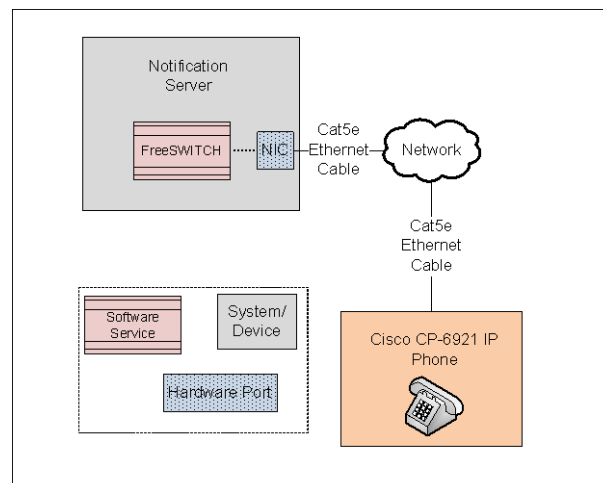 Notification
Server
FreeSWITCH
NIC
Cat5e
Ethernet
Cable
Network
Cat5e
Ethernet
Cable
Software
Service
System/
Device
Hardware Port
Cisco CP-6921 IP
Phone